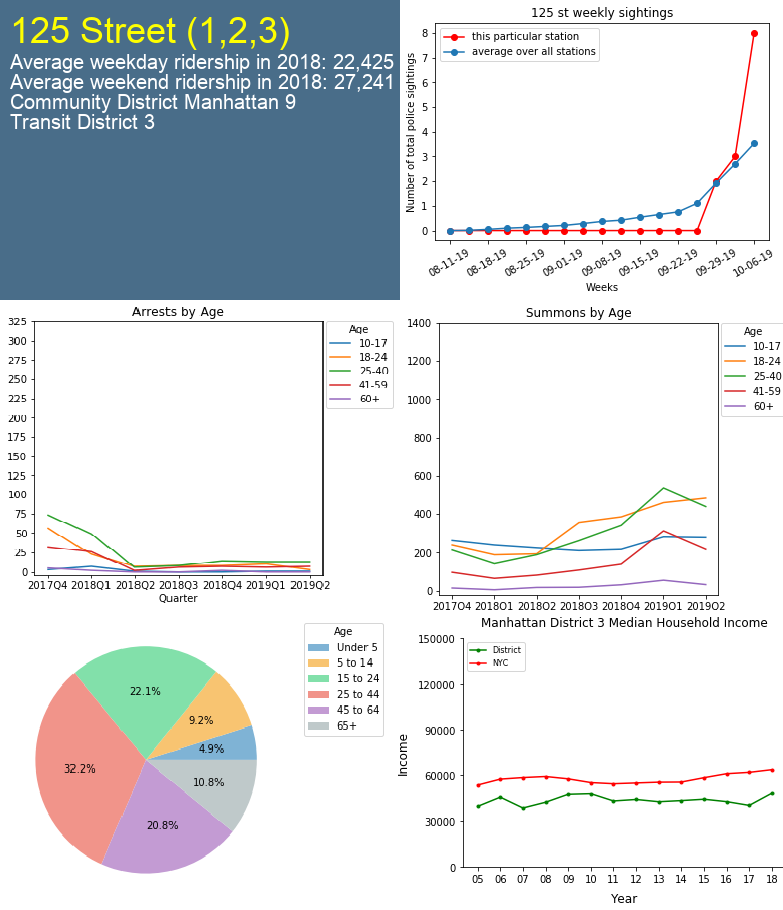 125 Street (1,2,3)
Average weekday ridership in 2018: 22,425
Average weekend ridership in 2018: 27,241
Community District Manhattan 9
Transit District 3
125 st weekly sightings
this particular station
average over all stations
Number of total police sightings
8
7
6
5
4
3
2
1
0
08-11-19
08-18-19
08-25-19
09-01-19
09-08-19
09-15-19
09-22-19
09-29-19
10-06-19
Weeks
Arrests by Age
325
300
275
250
225
200
175
150
125
100
75
50
25
0
2017Q4 2018Q1 2018Q2 2018Q3 2018Q4 2019Q1 2019Q2
Quarter
Age
10-17
18-24
25-40
41-59
60+
Summons by Age
1400
1200
1000
800
600
400
200
0
2017Q4 2018Q1 2018Q2 2018Q3 2018Q4 2019Q1 2019Q2
Age
10-17
18-24
25-40
41-59
60+
22.1%
9.2%
4.9%
32.2%
10.8%
20.8%
Age
Under 5
5 to 14
15 to 24
25 to 44
45 to 64
65+
Manhattan District 3 Median Household Income
District
NYC
Income
150000
120000
90000
60000
30000
0
05 06 07 08 09 10 11 12 13 14 15 16 17 18
Year